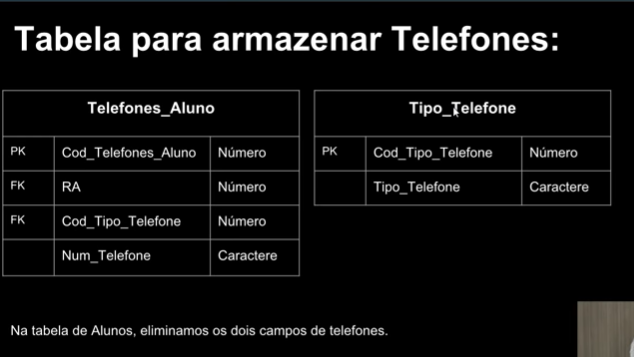 Tabela para armazenar Telefones:
Telefones_Aluno
PK Cod_Telefones_Aluno Número
FK RA Número
FK Cod_Tipo_Telefone Número
Num_Telefone Caractere
Tipo_Telefone
PK Cod_Tipo_Telefone Número
Tipo_Telefone Caractere
Na tabela de Alunos, eliminamos os dois campos de telefones.